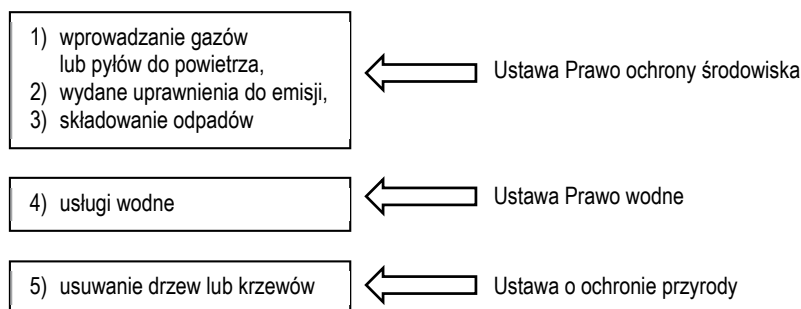 1) wprowadzanie gazów
lub pyłów do powietrza,
2) wydane uprawnienia do emisji,
3) składowanie odpadów
Ustawa Prawo ochrony środowiska
4) usługi wodne
Ustawa Prawo wodne
5) usuwanie drzew lub krzewów
Ustawa o ochronie przyrody